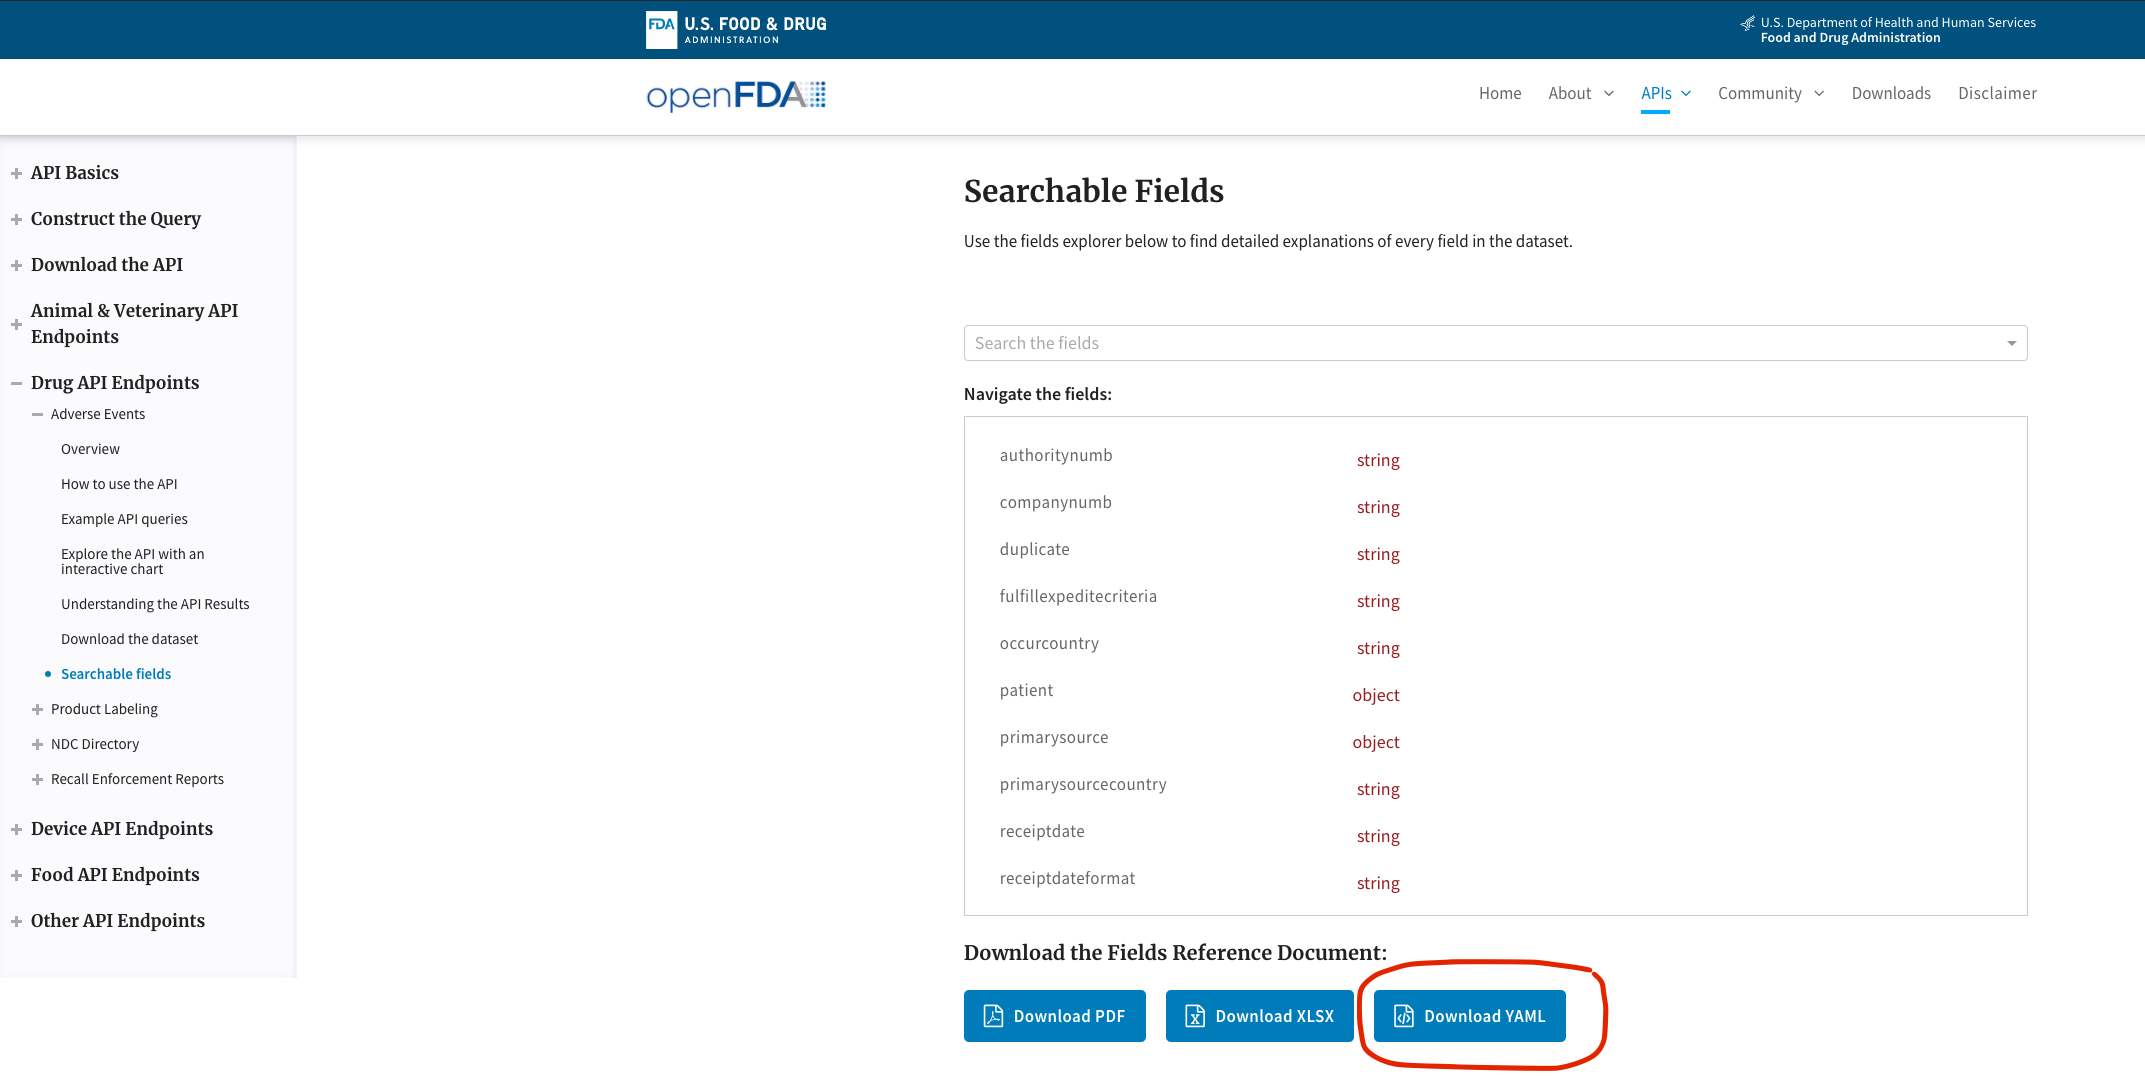 FDA U.S. FOOD & DRUG
ADMINISTRATION
U.S. Department of Health and Human Services
Food and Drug Administration
openFDA
Home About APIs Community Downloads Disclaimer
API Basics
Construct the Query
Download the API
Animal & Veterinary API
Endpoints
Drug API Endpoints
Adverse Events
Overview
How to use the API
Example API queries
Explore the API with an
interactive chart
Understanding the API Results
Download the dataset
Searchable fields
Product Labeling
NDC Directory
Recall Enforcement Reports
Device API Endpoints
Food API Endpoints
Other API Endpoints
Searchable Fields
Use the fields explorer below to find detailed explanations of every field in the dataset.
Search the fields
Navigate the fields:
authoritynumb string
companynumb string
duplicate string
fulfillexpeditecriteria string
occurcountry string
patient object
primarysource object
primarysourcecountry string
receiptdate string
receiptdateformat string
Download the Fields Reference Document:
Download PDF Download XLSX Download YAML